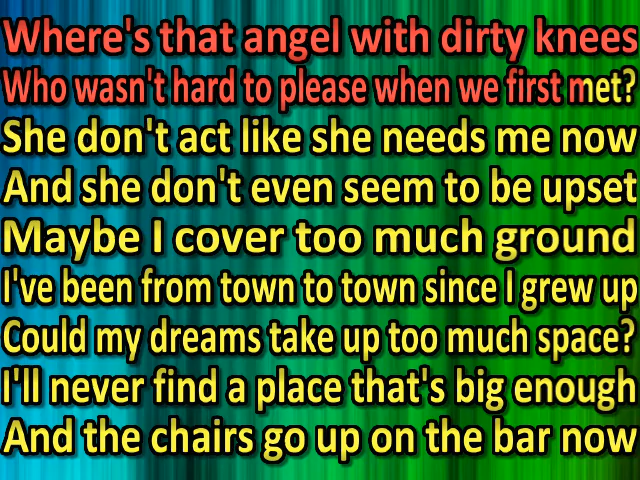 Where's that angel with dirty knees
Who wasn't hard to please when we first met?
She don't act like she needs me now
And she don't even seem to be upset
Maybe I cover too much ground
I've been from town to town since I grew up
Could my dreams take up too much space?
I'll never find a place that's big enough
And the chairs go up on the bar now